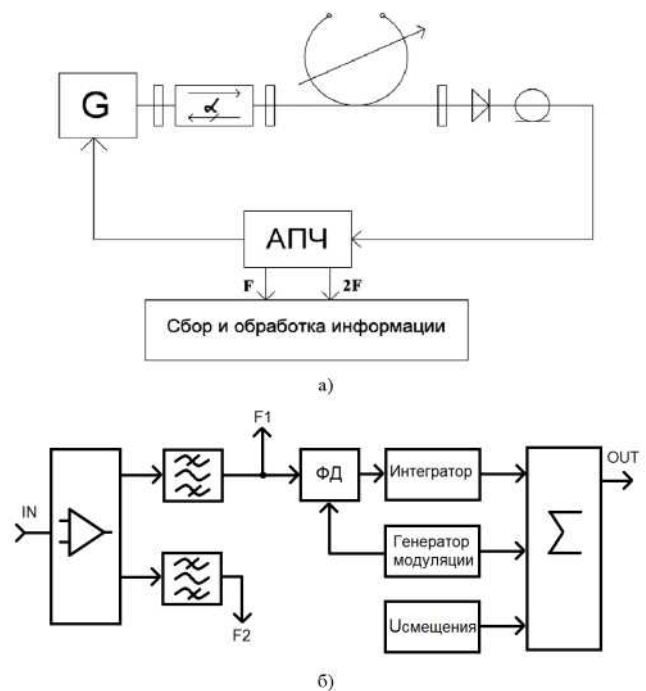 G
α
АПЧ
F 2F
Сбор и обработка информации
а)
F1
ФД
Интегратор
OUT
IN
Σ
Генератор
модуляции
F2
Uсмещения
б)